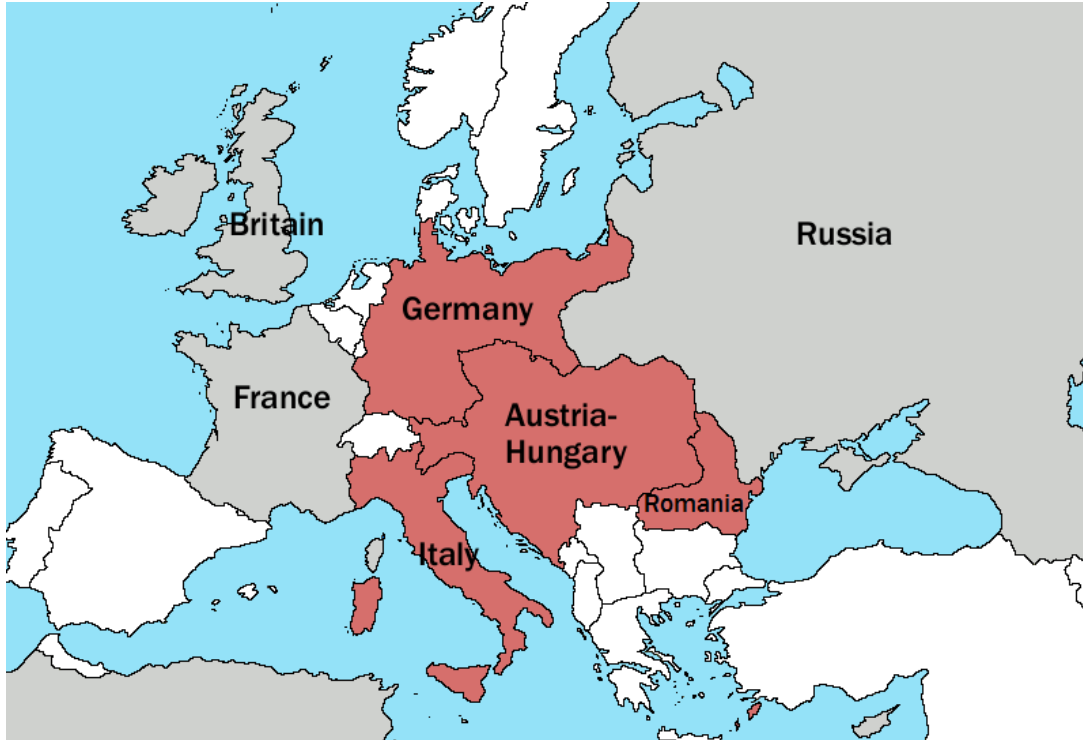 Britain
Russia
Germany
France
Austria-
Hungary
Romania
Italy